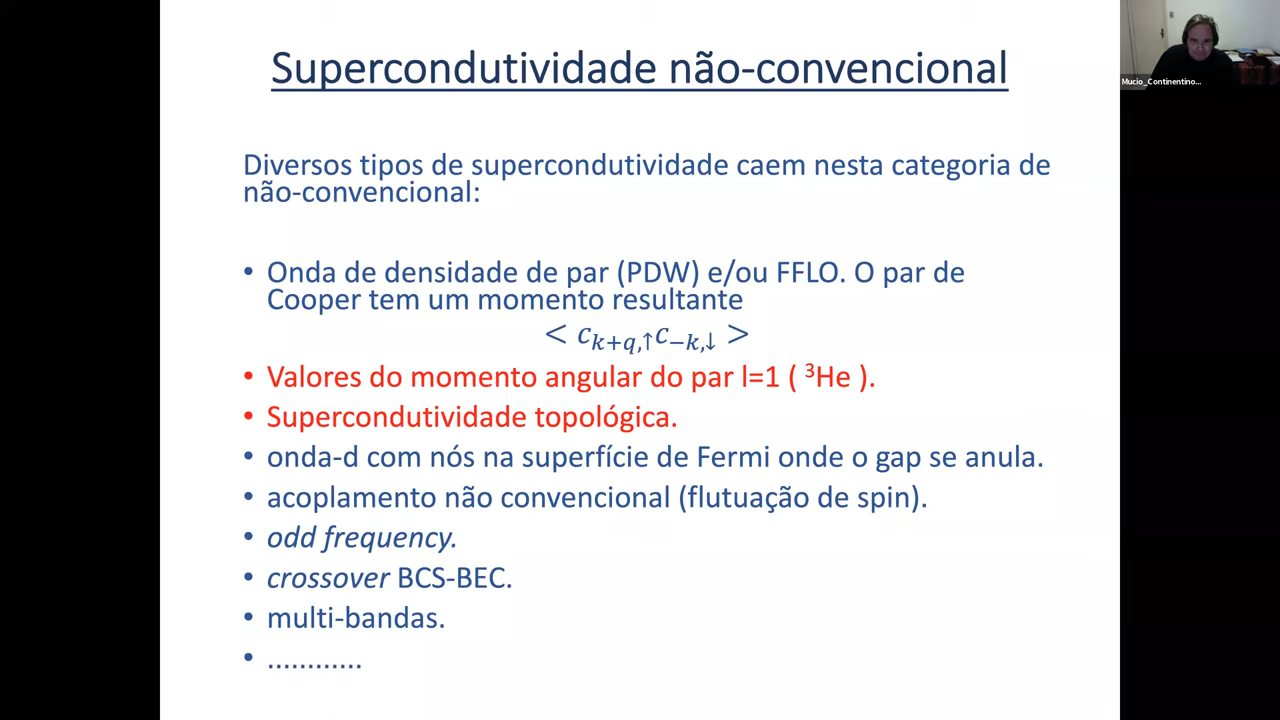 Supercondutividade não-convencional
Mucio_Continentino...
Diversos tipos de supercondutividade caem nesta categoria de
não-convencional:
• Onda de densidade de par (PDW) e/ou FFLO. O par de
Cooper tem um momento resultante
< c_{k+q,↑}c_{−k,↓} >
• Valores do momento angular do par l=1 ( ³He ).
• Supercondutividade topológica.
• onda-d com nós na superfície de Fermi onde o gap se anula.
• acoplamento não convencional (flutuação de spin).
• odd frequency.
• crossover BCS-BEC.
• multi-bandas.
• ............